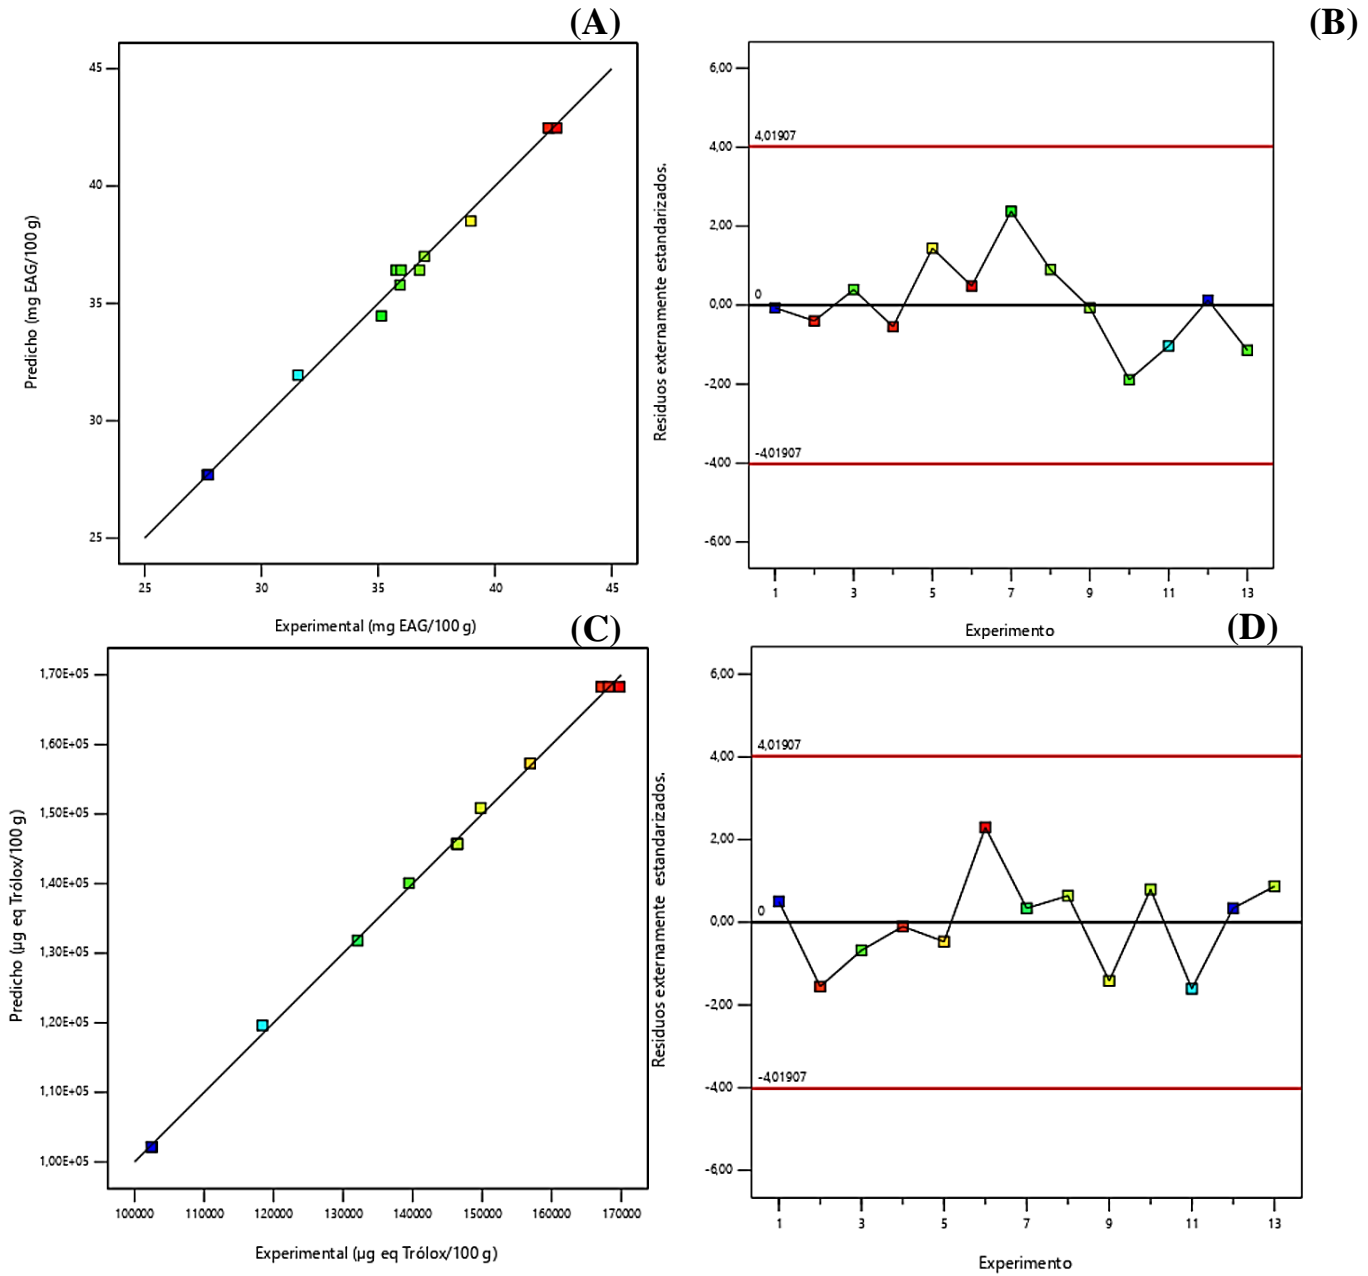 (A)
45
40
35
30
25
25
30
35
40
45
Predicho (mg EAG/100 g)
Experimental (mg EAG/100 g)
(B)
6,00
4,00
2,00
0,00
-2,00
-4,00
-6,00
4,01907
0
-4,01907
1
3
5
7
9
11
13
Residuos externamente estandarizados.
Experimento
(C)
1,70E+05
1,60E+05
1,50E+05
1,40E+05
1,30E+05
1,20E+05
1,10E+05
1,00E+05
100000
110000
120000
130000
140000
150000
160000
170000
Predicho (µg eq Trólox/100 g)
Experimental (µg eq Trólox/100 g)
(D)
6,00
4,00
2,00
0,00
-2,00
-4,00
-6,00
4,01907
0
-4,01907
1
3
5
7
9
11
13
Residuos externamente estandarizados.
Experimento